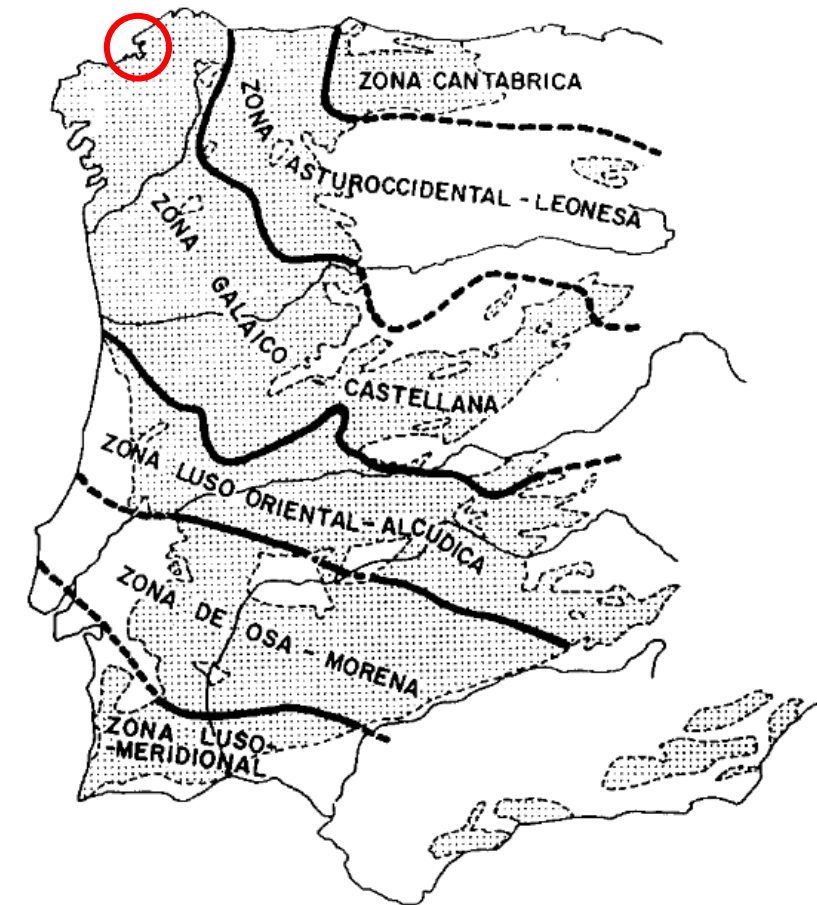 ZONA CANTABRICA
ZONA
ASTUROCCIDENTAL - LEONESA
ZONA
GALAICO
CASTELLANA
ZONA LUSO ORIENTAL - ALCUDICA
ZONA DE OSA - MORENA
ZONA LUSO-
-MERIDIONAL